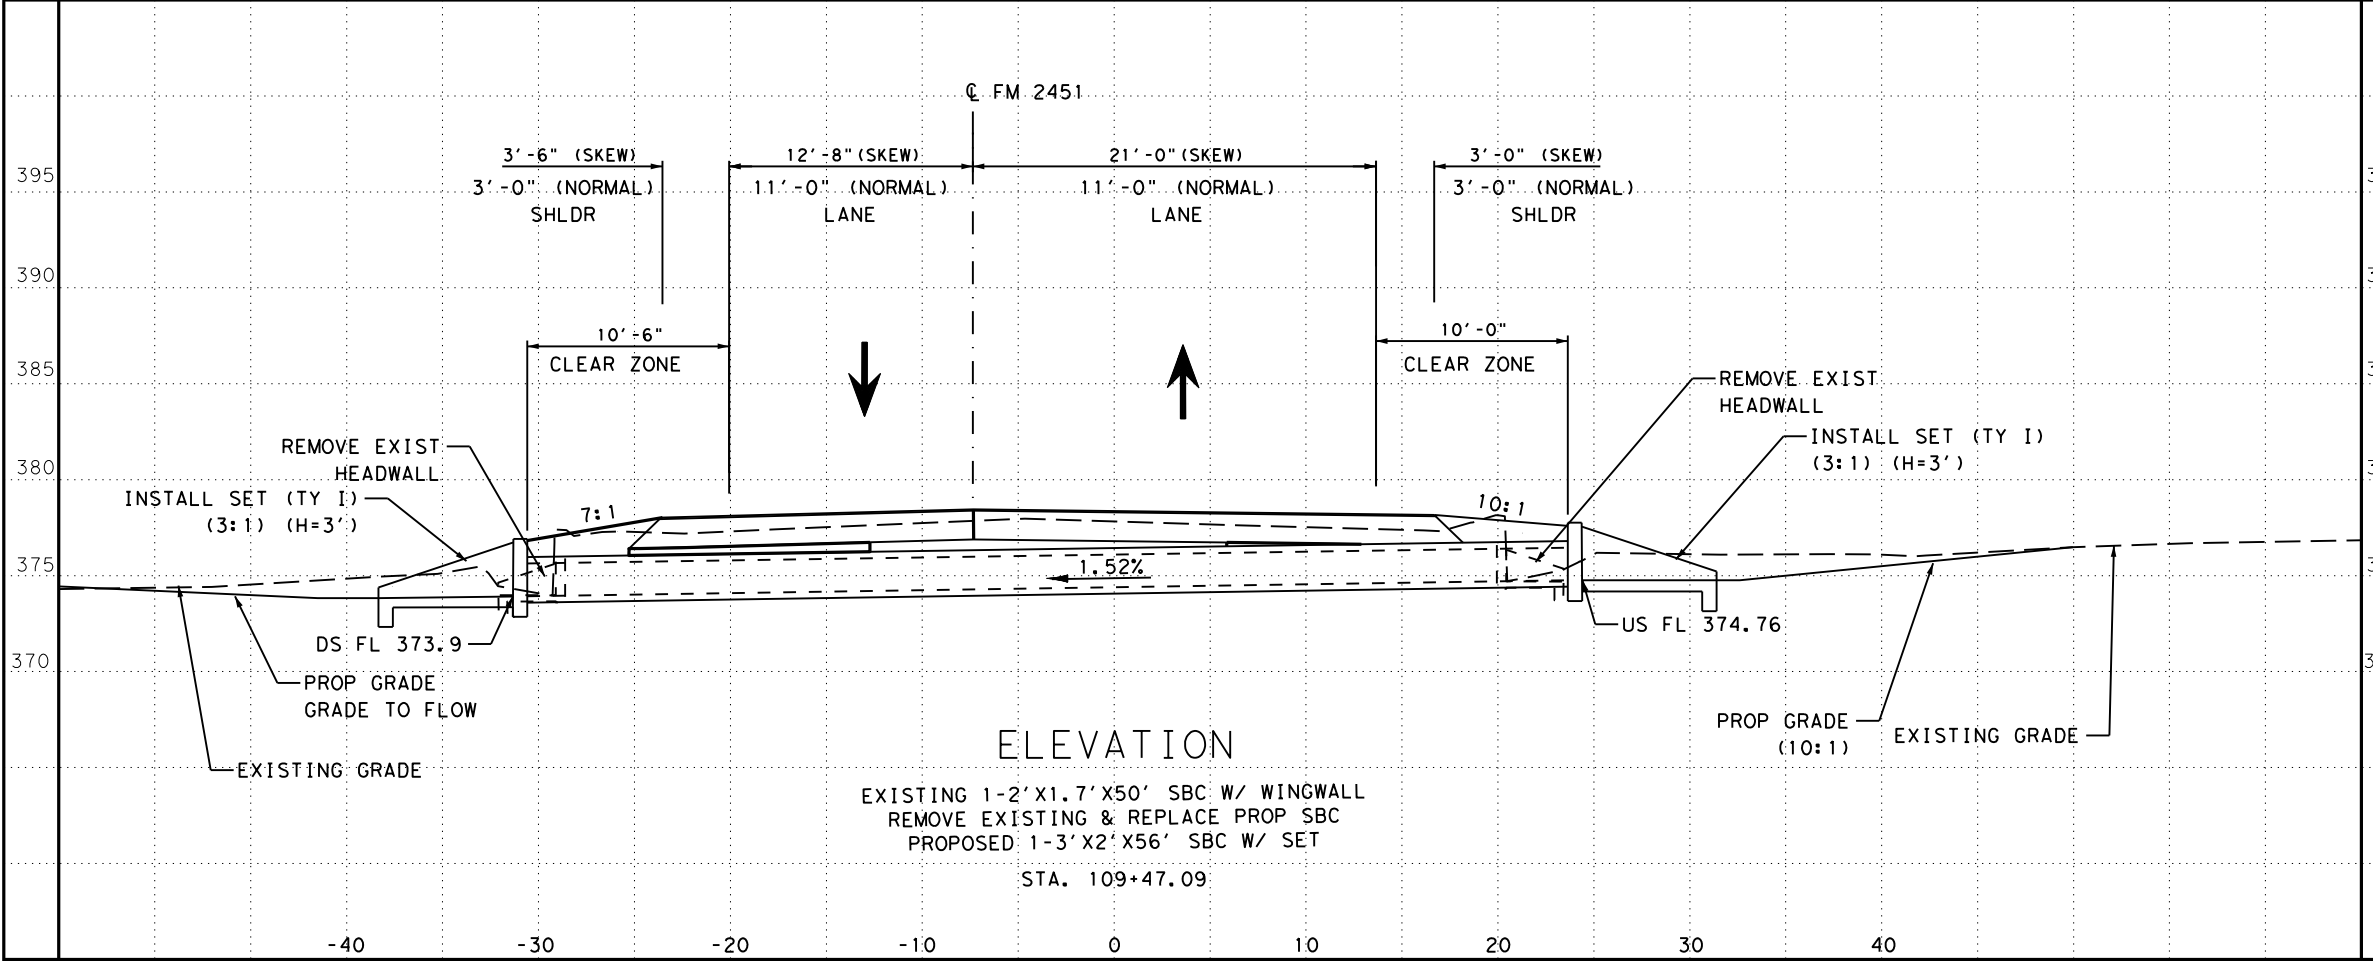 ℄ FM 2451
3'-6" (SKEW)
3'-0" (NORMAL)
SHLDR
12'-8"(SKEW)
11'-0" (NORMAL)
LANE
21'-0"(SKEW)
11'-0" (NORMAL)
LANE
3'-0" (SKEW)
3'-0" (NORMAL)
SHLDR
395
390
385
380
375
370
3
3
3
3
3
3
10'-6"
CLEAR ZONE
10'-0"
CLEAR ZONE
REMOVE EXIST
HEADWALL
INSTALL SET (TY I)
(3:1) (H=3')
REMOVE EXIST
HEADWALL
INSTALL SET (TY I)
(3:1) (H=3')
7:1
10:1
1.52%
DS FL 373.9
US FL 374.76
PROP GRADE
GRADE TO FLOW
EXISTING GRADE
PROP GRADE
(10:1)
EXISTING GRADE
ELEVATION
EXISTING 1-2'X1.7'X50' SBC W/ WINGWALL
REMOVE EXISTING & REPLACE PROP SBC
PROPOSED 1-3'X2'X56' SBC W/ SET
STA. 109+47.09
-40
-30
-20
-10
0
10
20
30
40